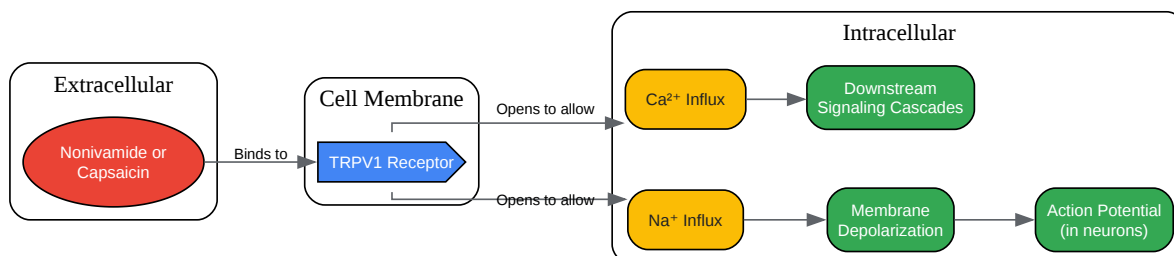 Extracellular
Nonivamide or
Capsaicin
Binds to
Cell Membrane
TRPV1 Receptor
Opens to allow
Opens to allow
Intracellular
Ca²⁺ Influx
Downstream
Signaling Cascades
Na⁺ Influx
Membrane
Depolarization
Action Potential
(in neurons)